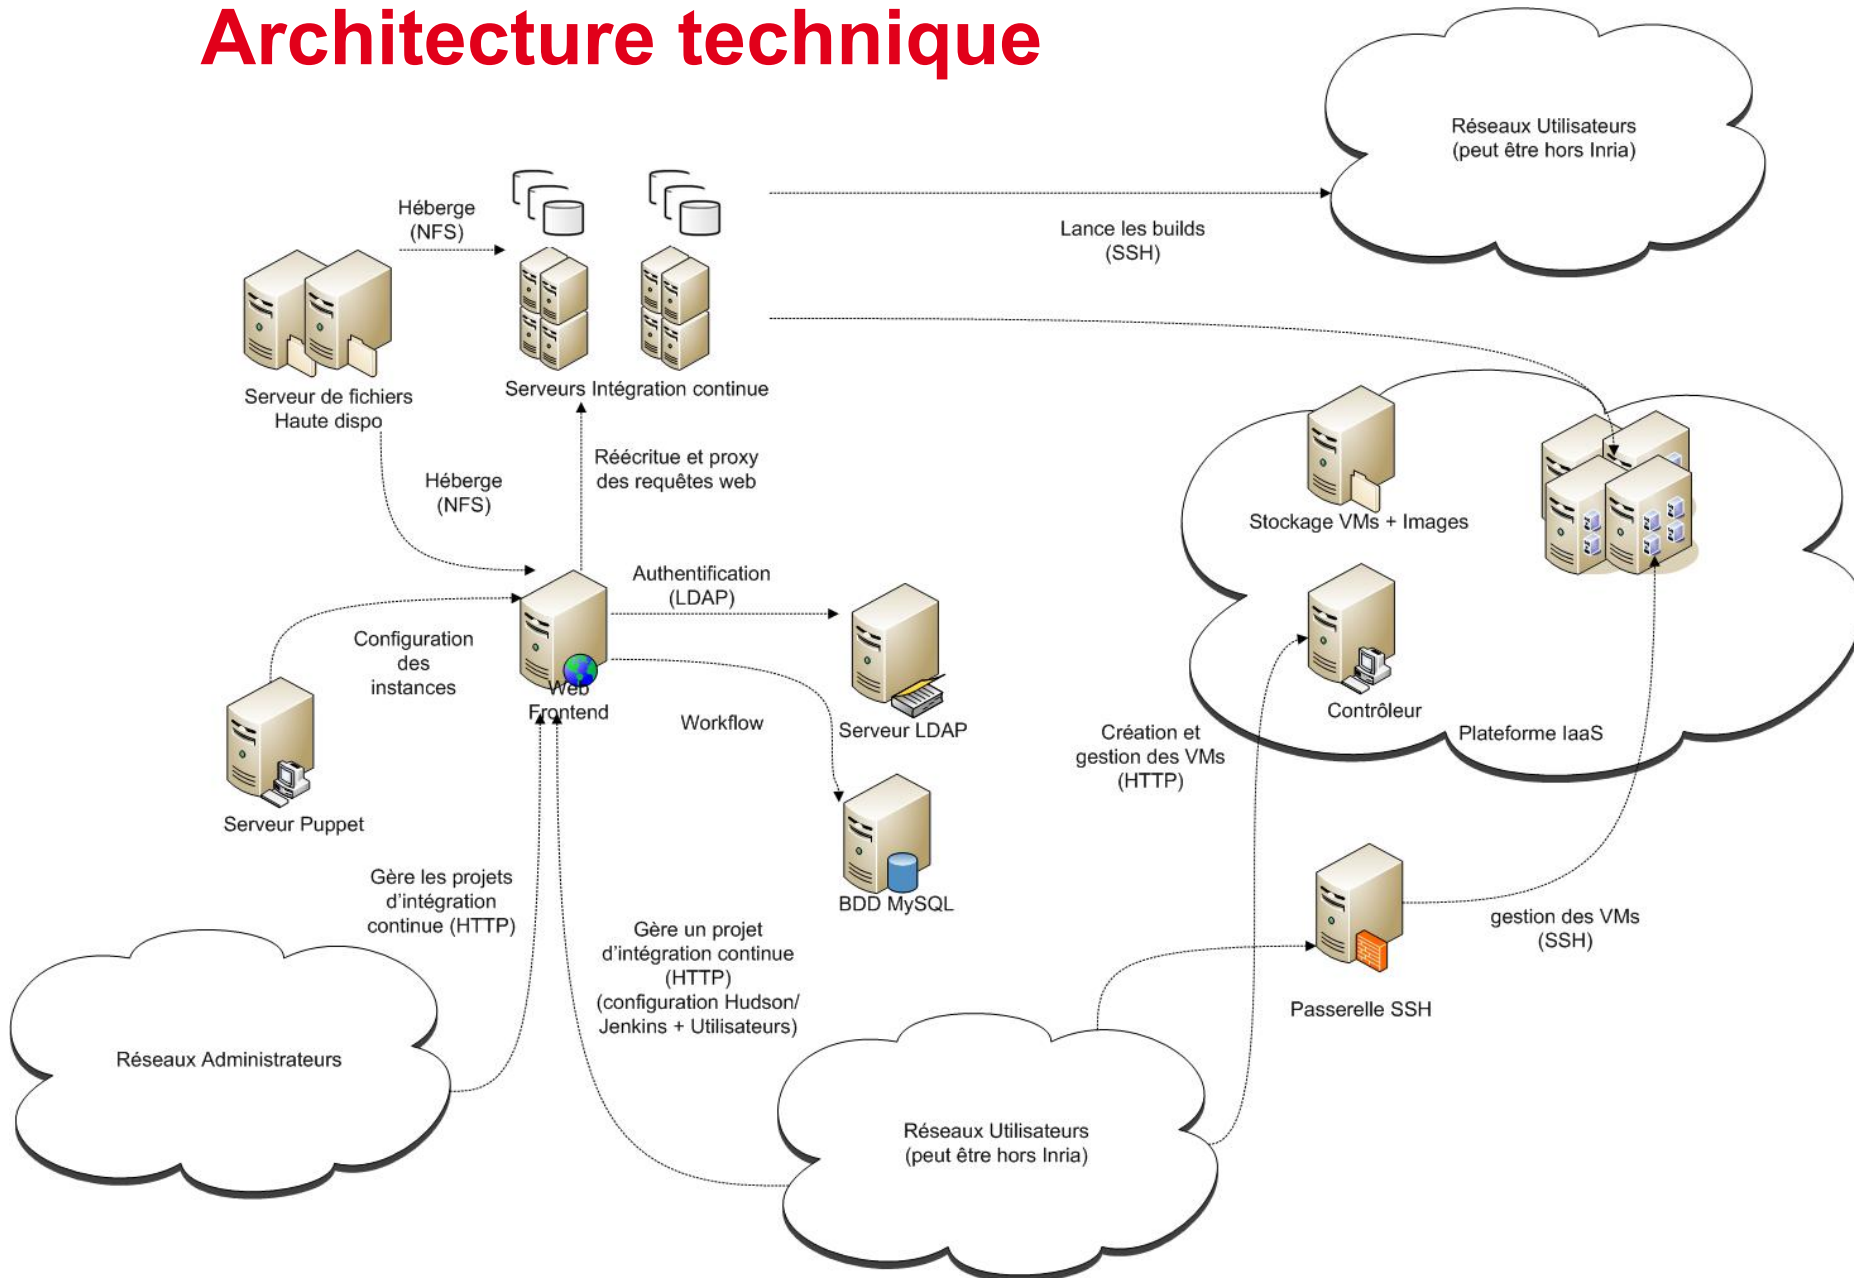 Architecture technique
Réseaux Utilisateurs
(peut être hors Inria)
Héberge
(NFS)
Lance les builds
(SSH)
Serveur de fichiers
Haute dispo
Serveurs Intégration continue
Héberge
(NFS)
Réécritue et proxy
des requêtes web
Stockage VMs + Images
Authentification
(LDAP)
Configuration
des
instances
Web
Frontend
Workflow
Serveur LDAP
Contrôleur
Plateforme IaaS
Création et
gestion des VMs
(HTTP)
Serveur Puppet
BDD MySQL
Gère les projets
d'intégration
continue (HTTP)
Gère un projet
d'intégration continue
(HTTP)
(configuration Hudson/
Jenkins + Utilisateurs)
gestion des VMs
(SSH)
Passerelle SSH
Réseaux Administrateurs
Réseaux Utilisateurs
(peut être hors Inria)